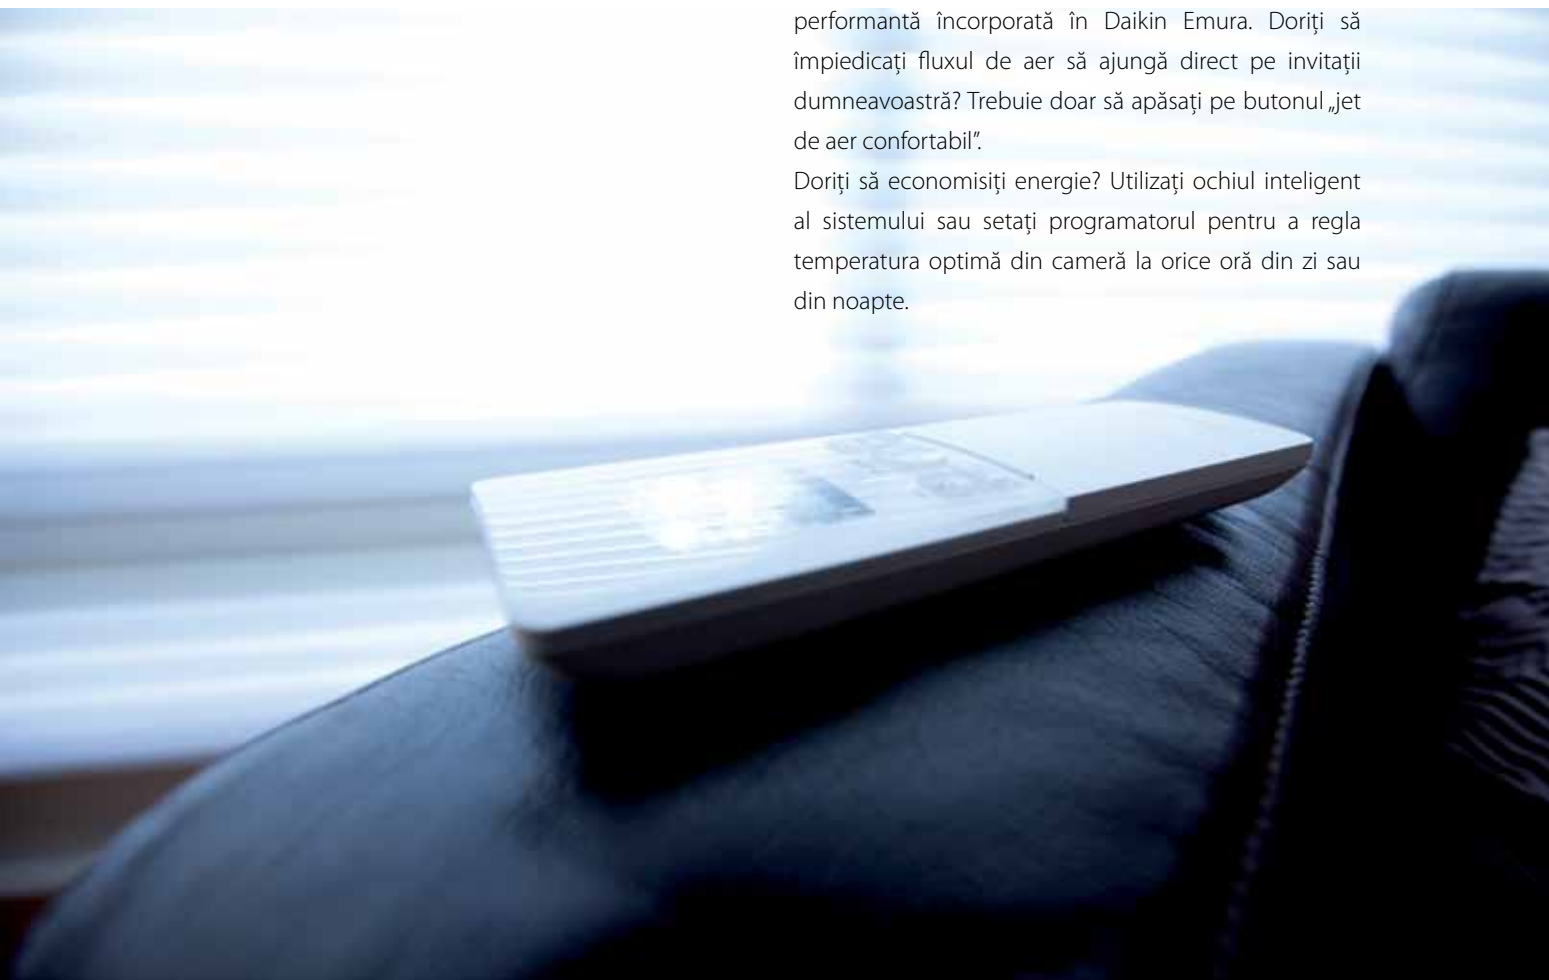 performantă încorporată în Daikin Emura. Doriți să
împiedicați fluxul de aer să ajungă direct pe invitații
dumneavoastră? Trebuie doar să apăsați pe butonul „jet
de aer confortabil”.
Doriți să economisiți energie? Utilizați ochiul inteligent
al sistemului sau setați programatorul pentru a regla
temperatura optimă din cameră la orice oră din zi sau
din noapte.